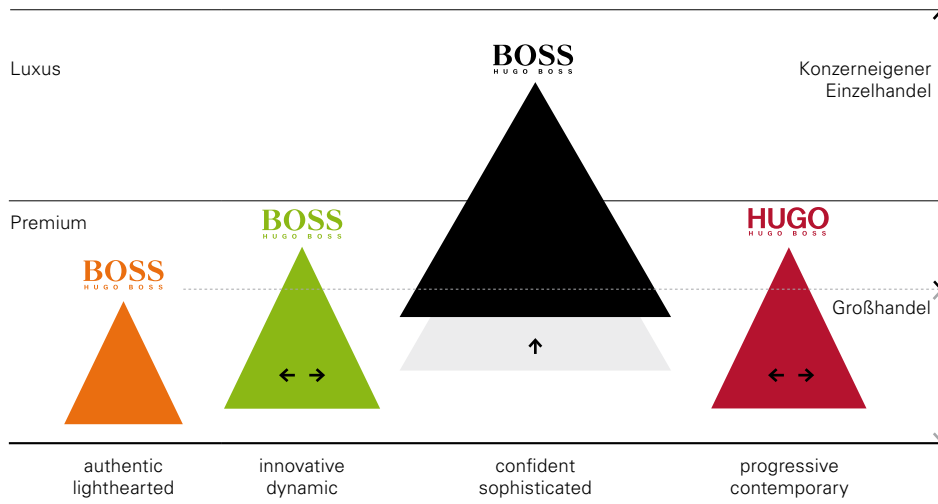 BOSS
HUGO BOSS
Luxus
Konzerneigener
Einzelhandel
Premium
BOSS
HUGO BOSS
HUGO
HUGO BOSS
BOSS
HUGO BOSS
Großhandel
authentic
lighthearted
innovative
dynamic
confident
sophisticated
progressive
contemporary